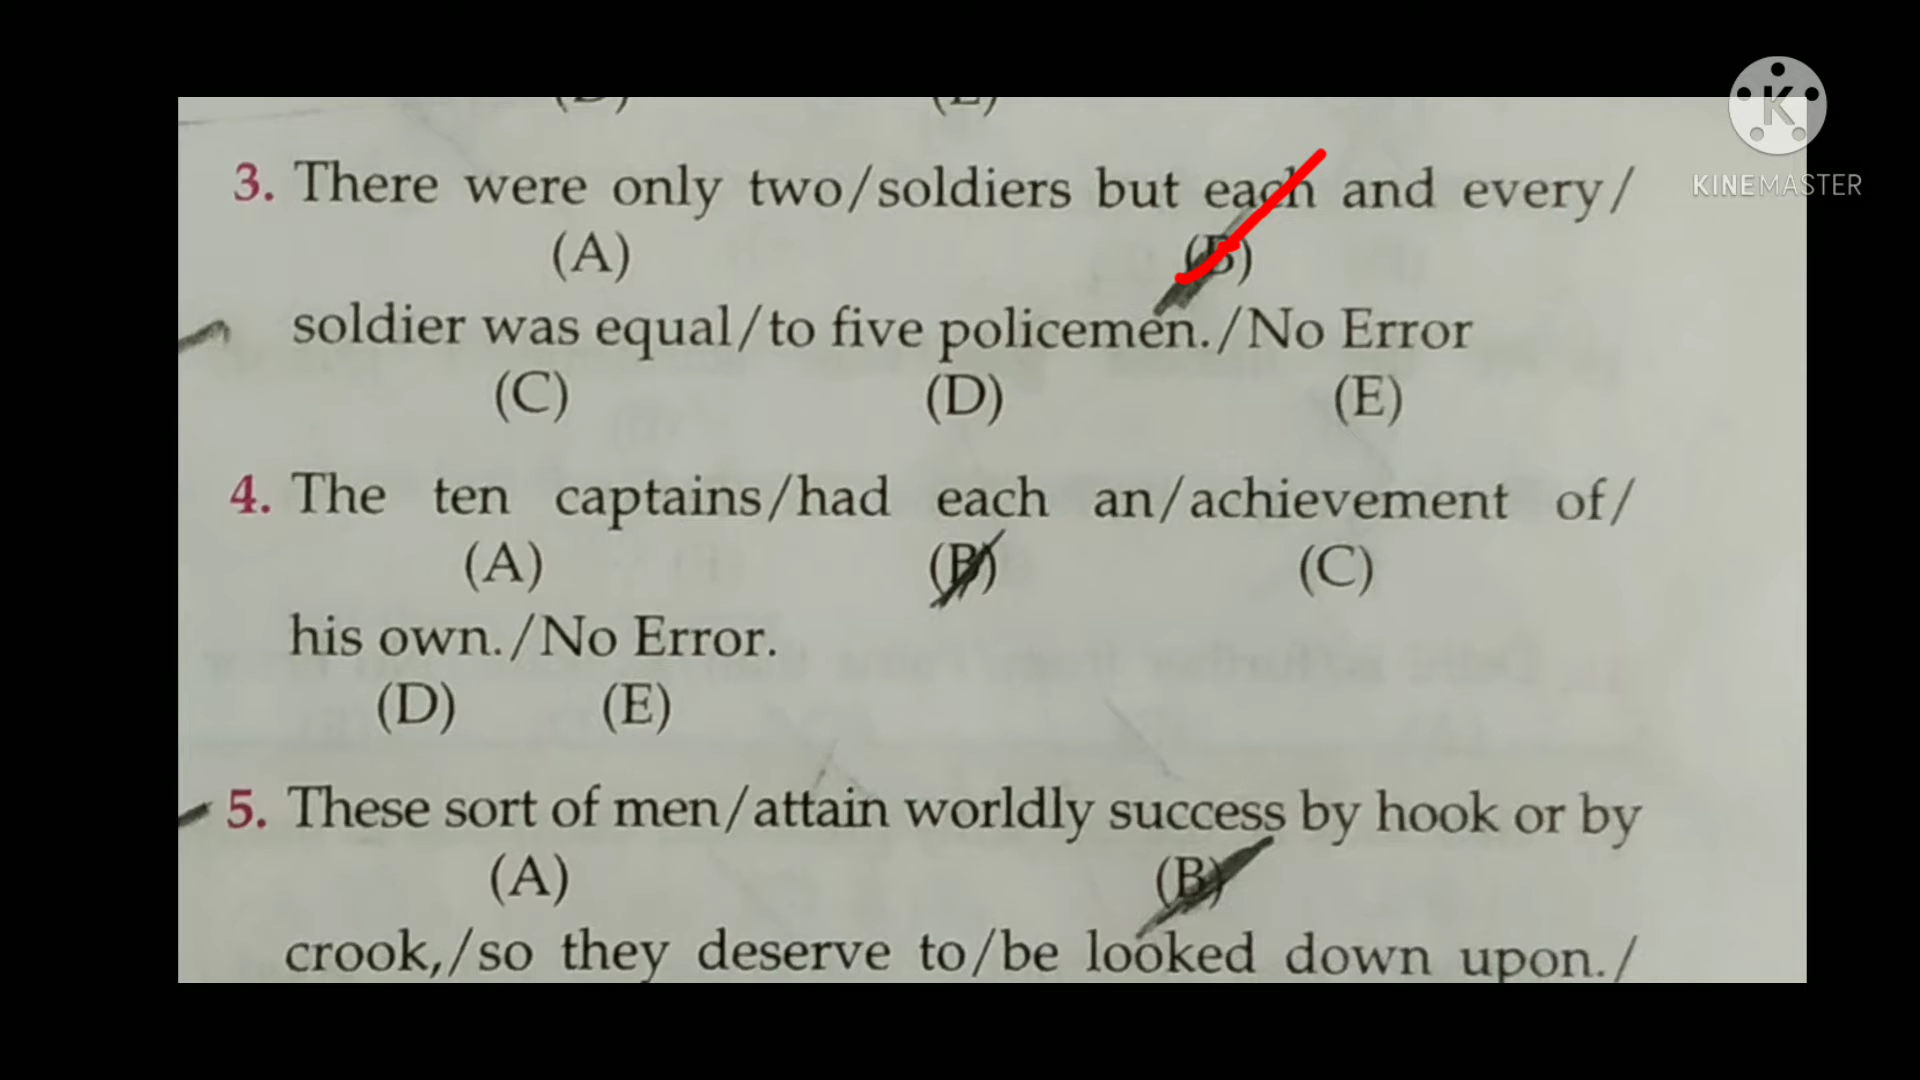 K
KINEMASTER
3. There were only two/soldiers but each and every/
(A) (B)
soldier was equal/to five policemen./No Error
(C) (D) (E)
4. The ten captains/had each an/achievement of/
(A) (B) (C)
his own./No Error.
(D) (E)
5. These sort of men/attain worldly success by hook or by
(A) (B)
crook,/so they deserve to/be looked down upon./